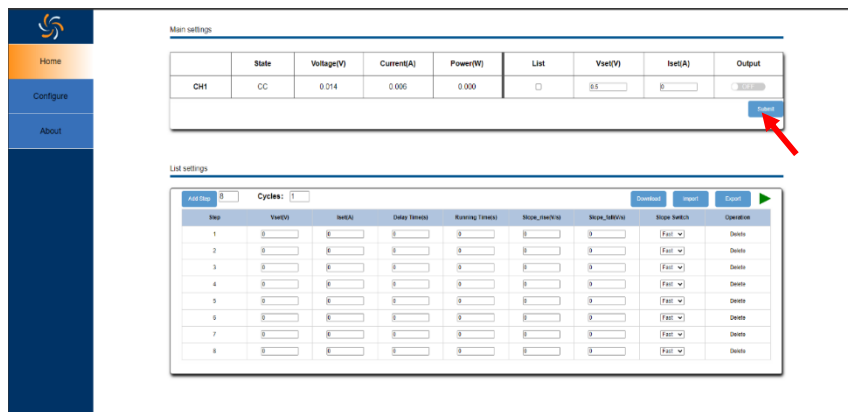 Main settings
Home
Configure
About
State Voltage(V) Current(A) Power(W) List Vset(V) Iset(A) Output
CH1 CC 0.014 0.006 0.000 0.5 0 OFF
Submit
List settings
Add Step 8 Cycles: 1 Download Import Export
Step Vset(V) Iset(A) Delay Time(s) Running Time(s) Slope_rise(V/s) Slope_fall(V/s) Slope Switch Operation
1 0 0 0 0 0 0 Fast Delete
2 0 0 0 0 0 0 Fast Delete
3 0 0 0 0 0 0 Fast Delete
4 0 0 0 0 0 0 Fast Delete
5 0 0 0 0 0 0 Fast Delete
6 0 0 0 0 0 0 Fast Delete
7 0 0 0 0 0 0 Fast Delete
8 0 0 0 0 0 0 Fast Delete